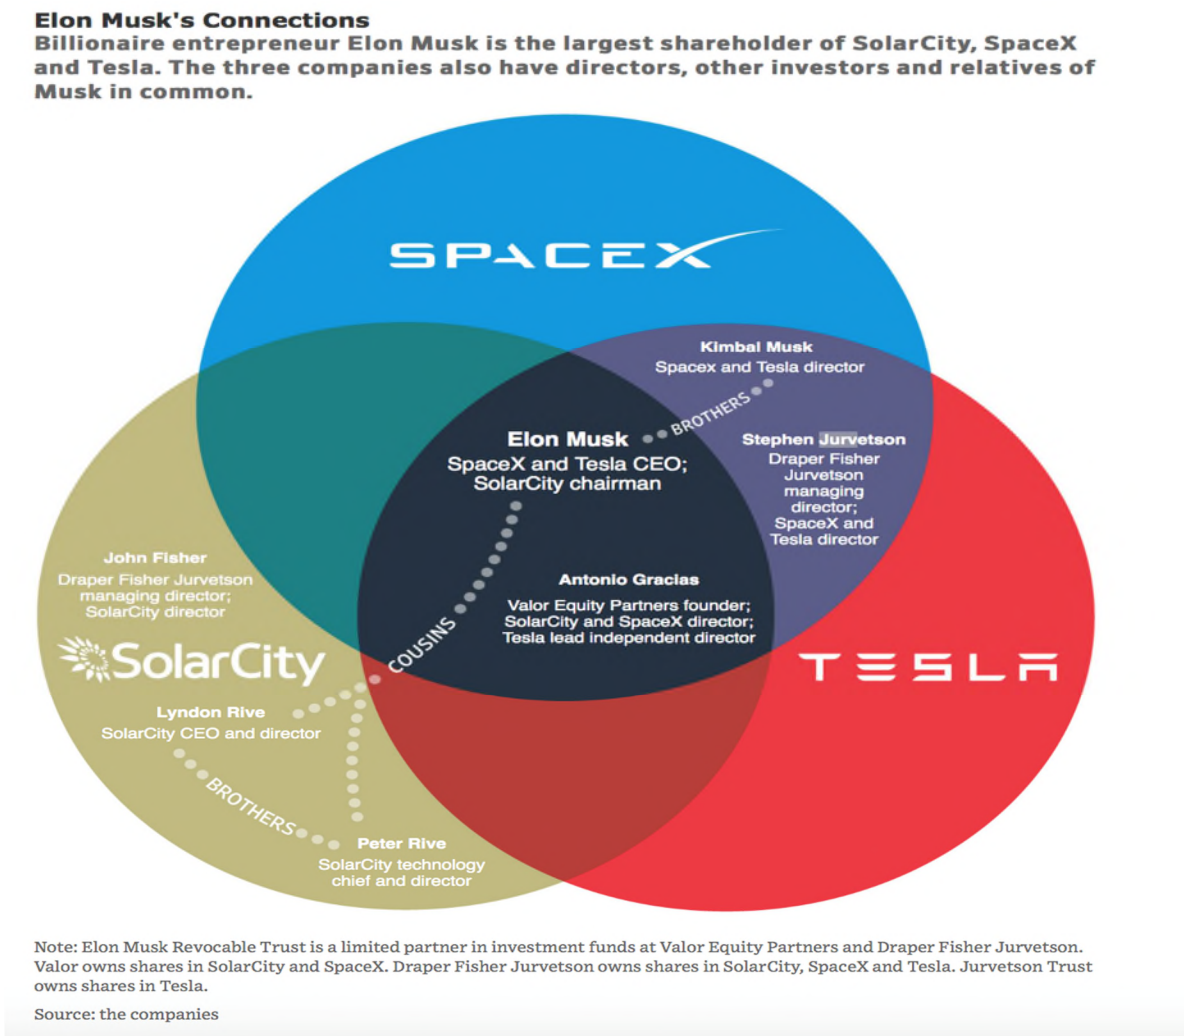 Elon Musk's Connections
Billionaire entrepreneur Elon Musk is the largest shareholder of SolarCity, SpaceX
and Tesla. The three companies also have directors, other investors and relatives of
Musk in common.
SPACEX
Kimbal Musk
Spacex and Tesla director
BROTHERS
Elon Musk
SpaceX and Tesla CEO;
SolarCity chairman
Stephen Jurvetson
Draper Fisher
Jurvetson
managing
director;
SpaceX and
Tesla director
John Fisher
Draper Fisher Jurvetson
managing director;
SolarCity director
Antonio Gracias
Valor Equity Partners founder;
SolarCity and SpaceX director;
Tesla lead independent director
COUSINS
SolarCity
TESLA
Lyndon Rive
SolarCity CEO and director
BROTHERS
Peter Rive
SolarCity technology
chief and director
Note: Elon Musk Revocable Trust is a limited partner in investment funds at Valor Equity Partners and Draper Fisher Jurvetson.
Valor owns shares in SolarCity and SpaceX. Draper Fisher Jurvetson owns shares in SolarCity, SpaceX and Tesla. Jurvetson Trust
owns shares in Tesla.
Source: the companies